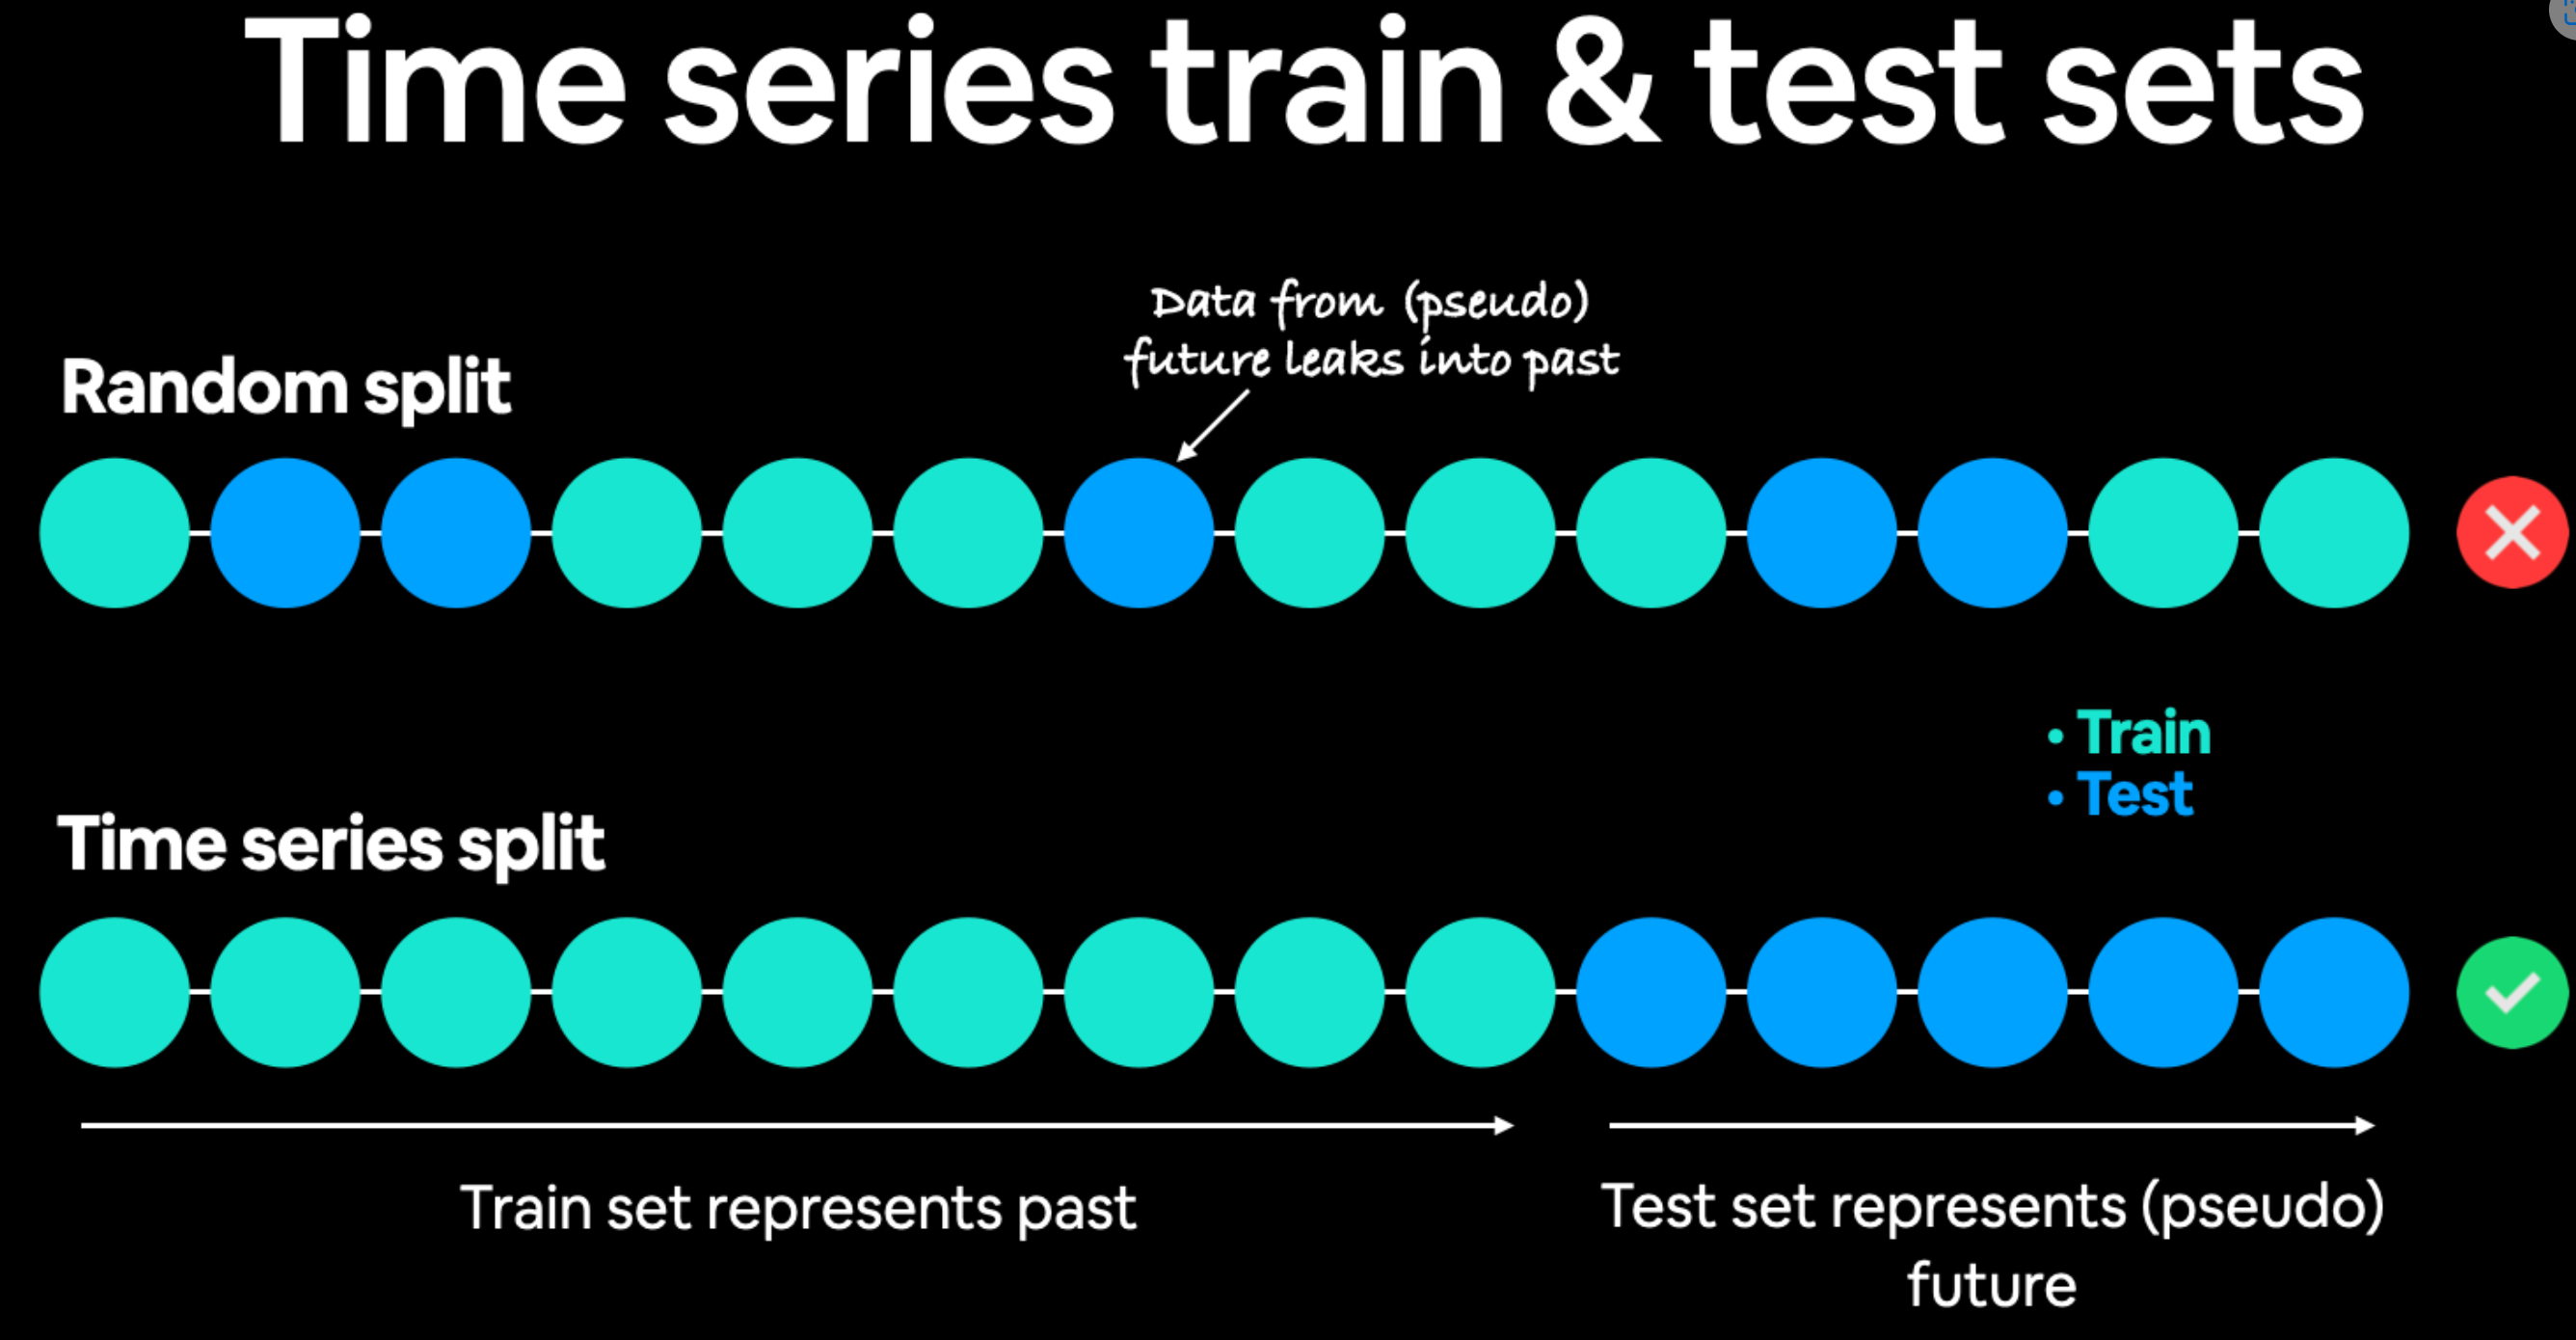 Time series train & test sets
Data from (pseudo)
future leaks into past
Random split
• Train
• Test
Time series split
Train set represents past
Test set represents (pseudo)
future